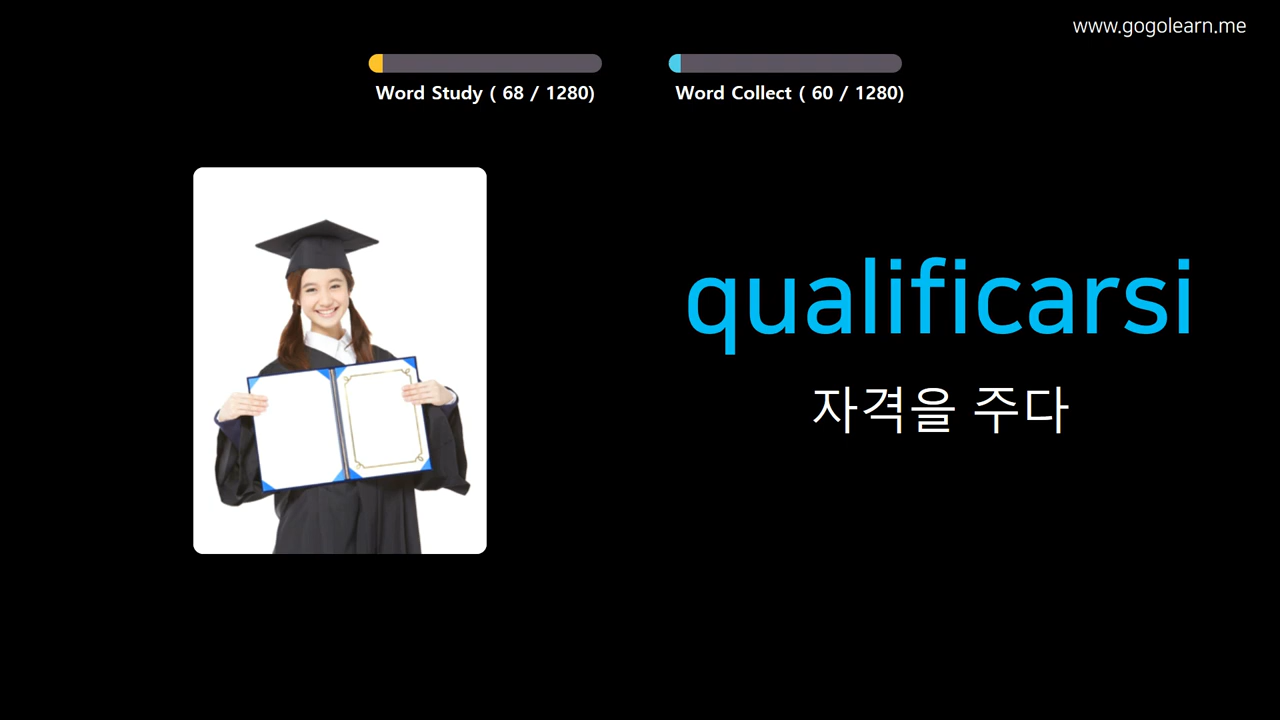 www.gogolearn.me
Word Study ( 68 / 1280)
Word Collect ( 60 / 1280)
qualificarsi
자격을 주다